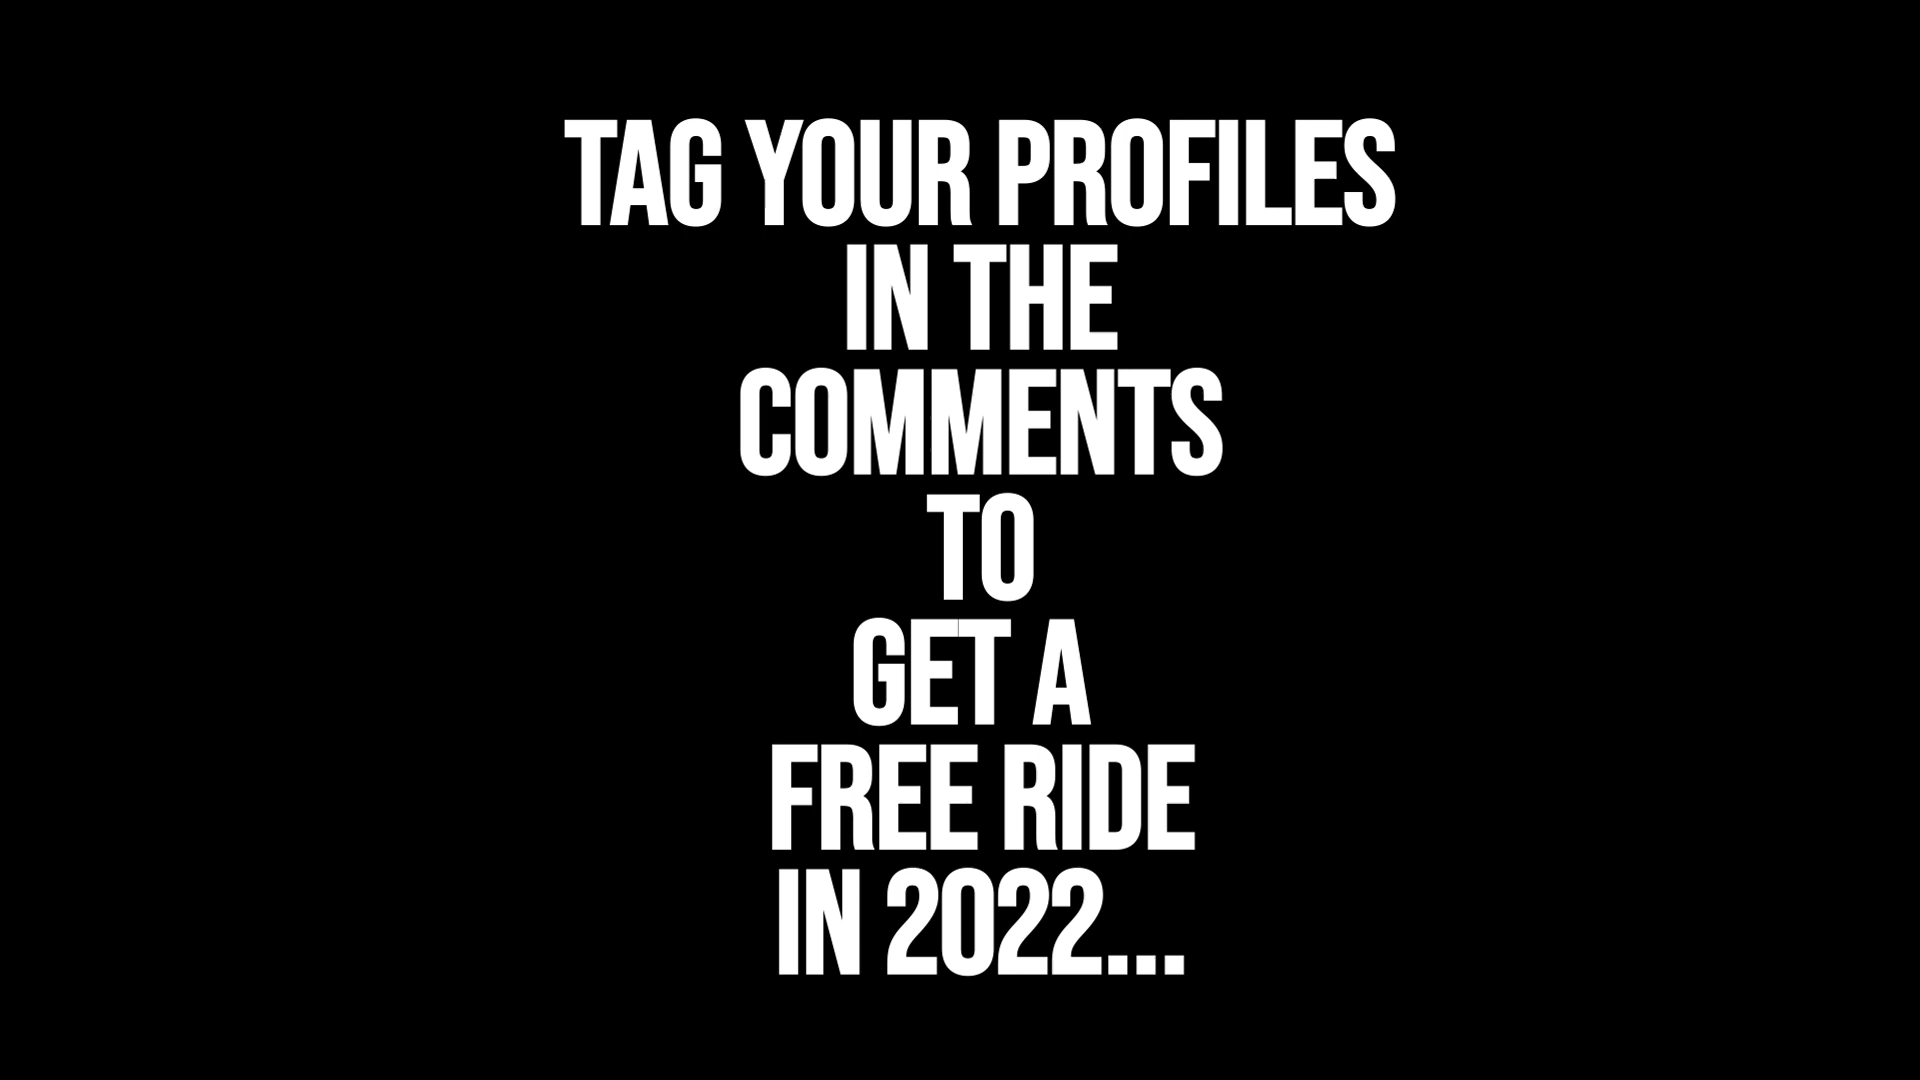 TAG YOUR PROFILES
IN THE
COMMENTS
TO
GET A
FREE RIDE
IN 2022...